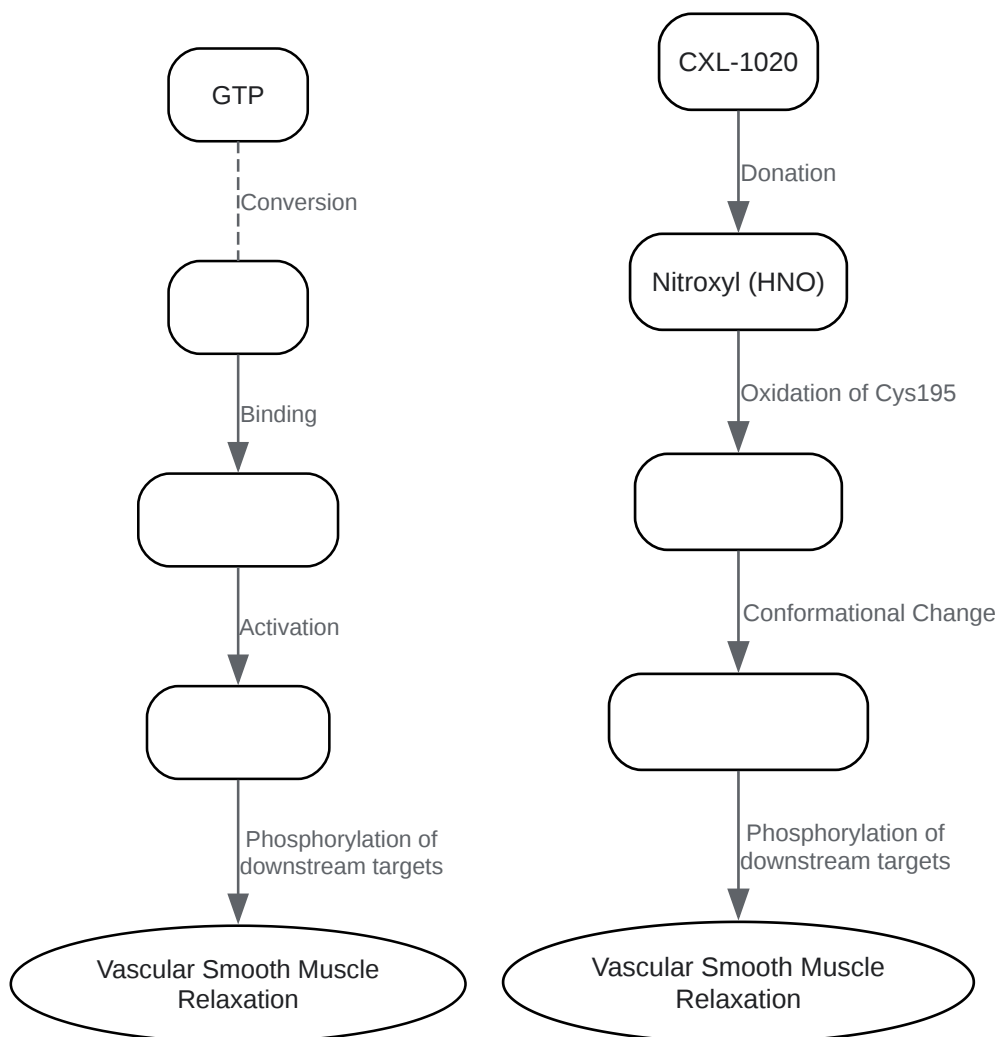 GTP
Conversion
Binding
Activation
Phosphorylation of
downstream targets
Vascular Smooth Muscle
Relaxation
CXL-1020
Donation
Nitroxyl (HNO)
Oxidation of Cys195
Conformational Change
Phosphorylation of
downstream targets
Vascular Smooth Muscle
Relaxation